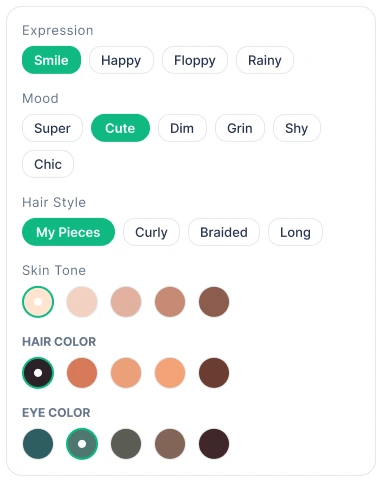 Expression
Smile Happy Floppy Rainy
Mood
Super Cute Dim Grin Shy
Chic
Hair Style
My Pieces Curly Braided Long
Skin Tone
HAIR COLOR
EYE COLOR